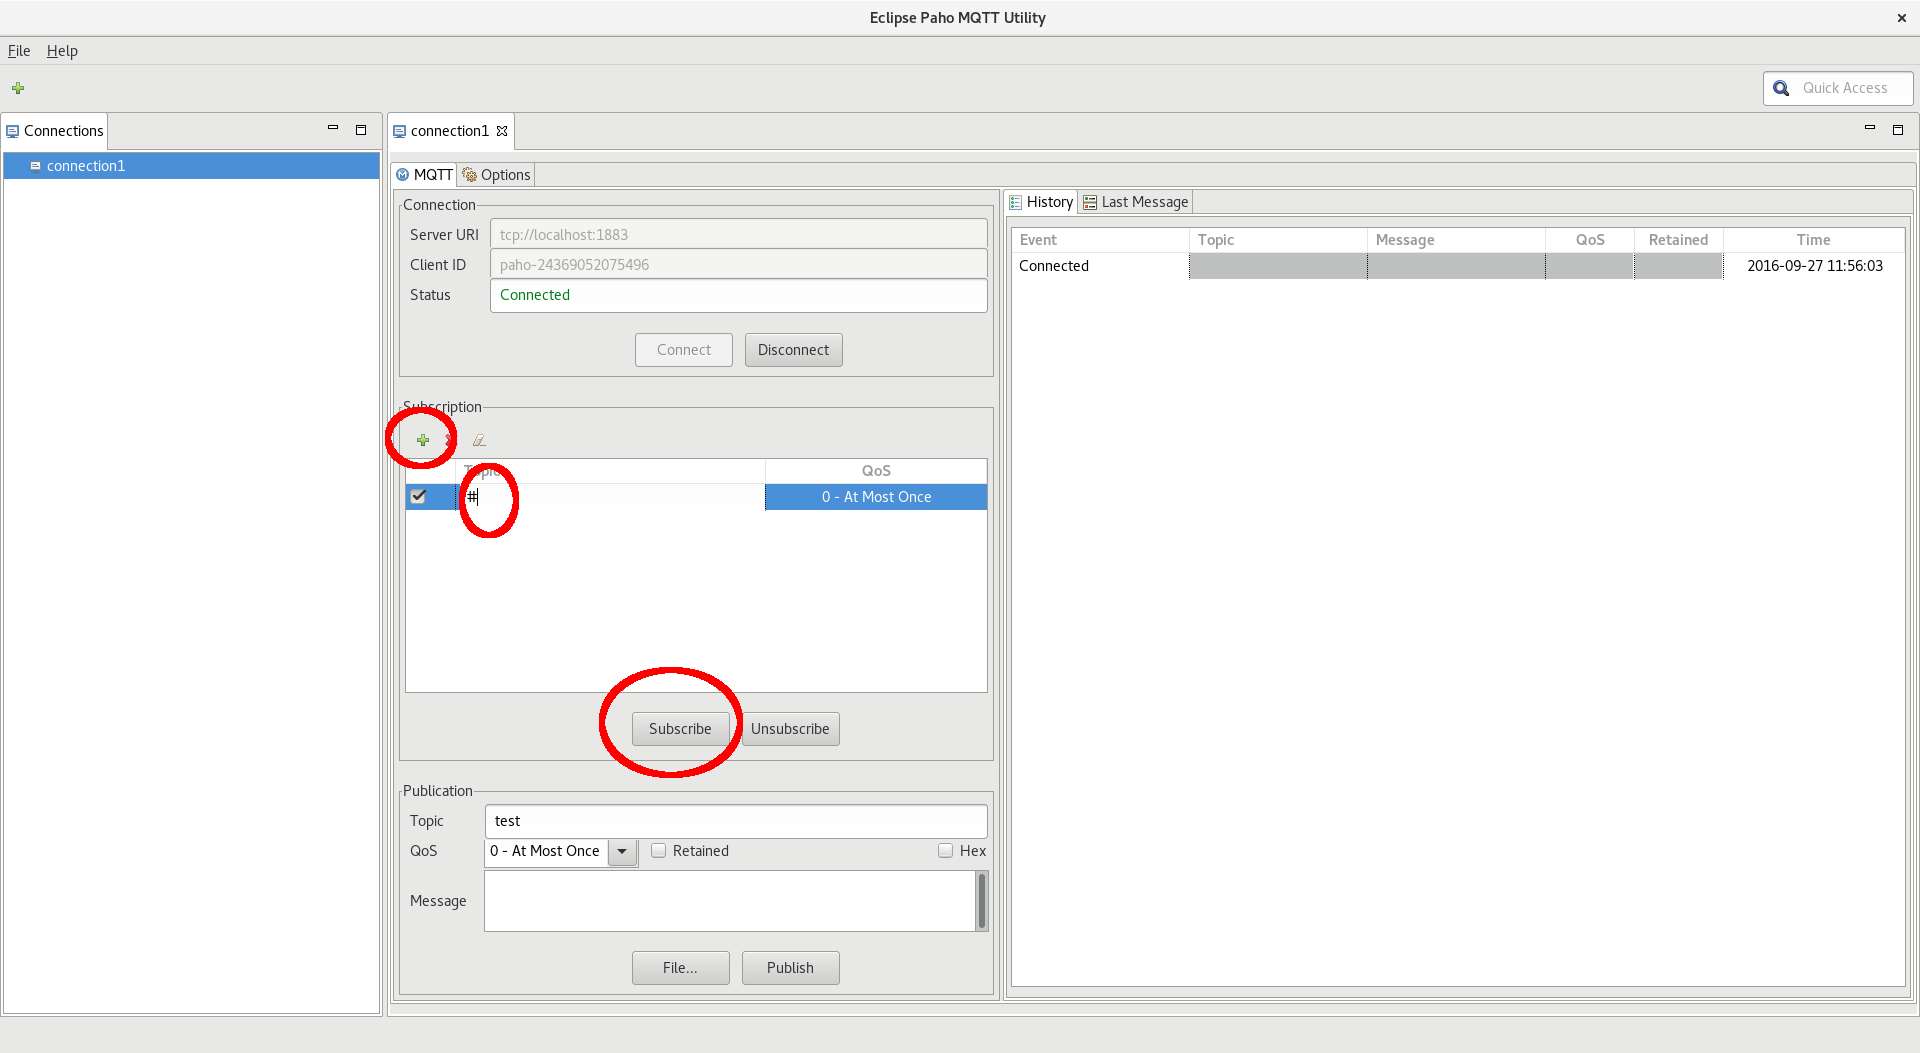 Eclipse Paho MQTT Utility
File Help
Quick Access
Connections
connection1
connection1
MQTT Options
Connection
Server URI tcp://localhost:1883
Client ID paho-24369052075496
Status Connected
Connect Disconnect
Subscription
Topic QoS
# 0 - At Most Once
Subscribe Unsubscribe
Publication
Topic test
QoS 0 - At Most Once Retained Hex
Message
File... Publish
History Last Message
Event Topic Message QoS Retained Time
Connected 2016-09-27 11:56:03